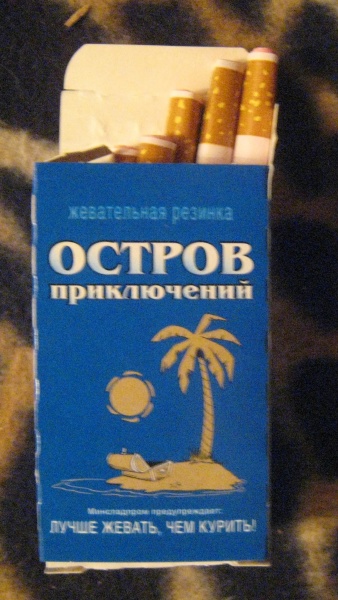 жевательная резинка
ОСТРОВ
приключений
Минсладпром предупреждает:
ЛУЧШЕ ЖЕВАТЬ, ЧЕМ КУРИТЬ!